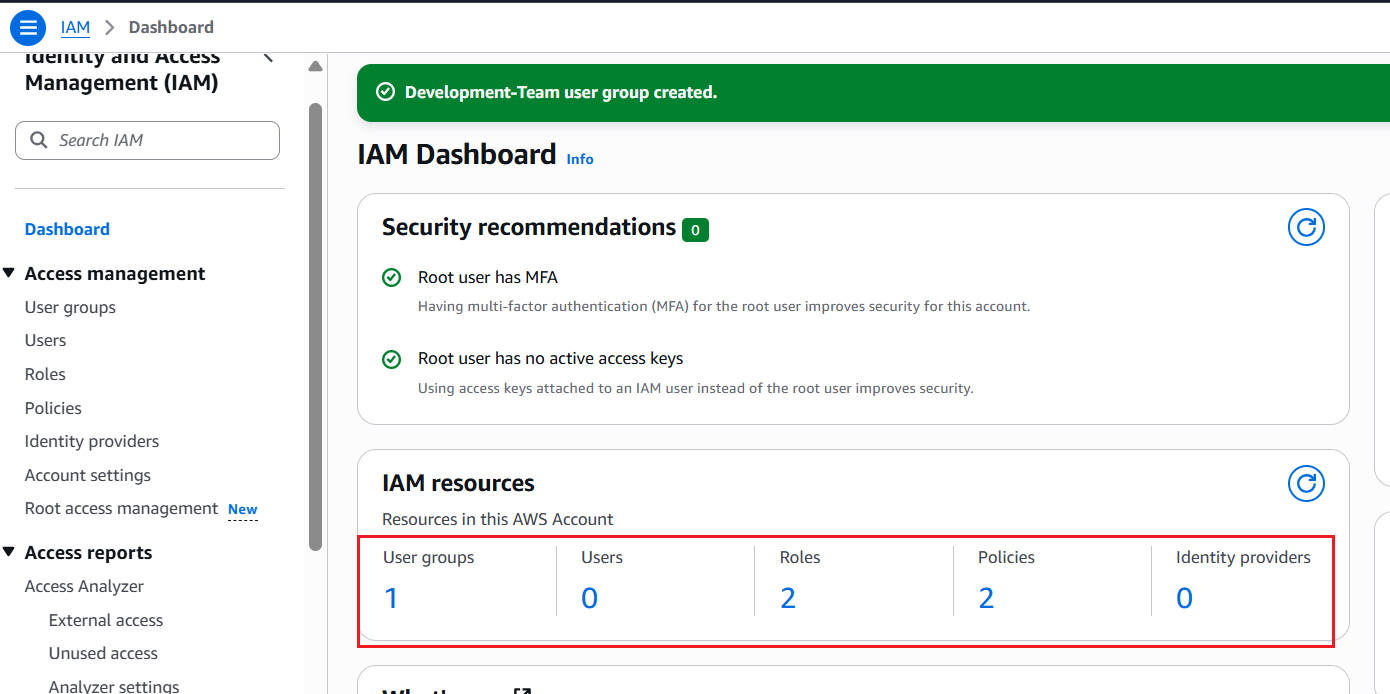 IAM > Dashboard
Identity and Access
Management (IAM)
Search IAM
Dashboard
Access management
User groups
Users
Roles
Policies
Identity providers
Account settings
Root access management New
Access reports
Access Analyzer
External access
Unused access
Analyzer settings
Development-Team user group created.
IAM Dashboard Info
Security recommendations 0
Root user has MFA
Having multi-factor authentication (MFA) for the root user improves security for this account.
Root user has no active access keys
Using access keys attached to an IAM user instead of the root user improves security.
IAM resources
Resources in this AWS Account
User groups Users Roles Policies Identity providers
1 0 2 2 0